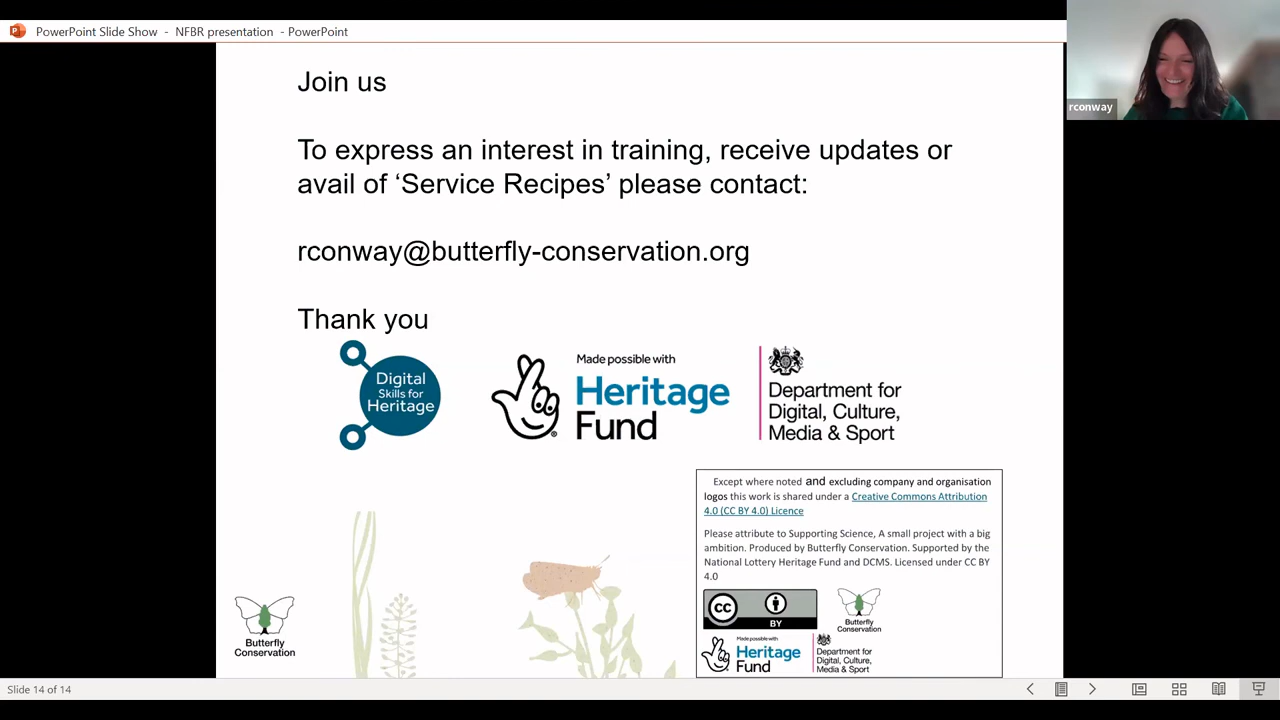 PowerPoint Slide Show - NFBR presentation - PowerPoint
rconway
Join us
To express an interest in training, receive updates or
avail of ‘Service Recipes’ please contact:
rconway@butterfly-conservation.org
Thank you
Digital
Skills for
Heritage
Made possible with
Heritage
Fund
Department for
Digital, Culture,
Media & Sport
Except where noted and excluding company and organisation
logos this work is shared under a Creative Commons Attribution
4.0 (CC BY 4.0) Licence
Please attribute to Supporting Science, A small project with a big
ambition. Produced by Butterfly Conservation. Supported by the
National Lottery Heritage Fund and DCMS. Licensed under CC BY
4.0
cc
BY
Butterfly
Conservation
Made possible with
Heritage
Fund
Department for
Digital, Culture,
Media & Sport
Butterfly
Conservation
Slide 14 of 14